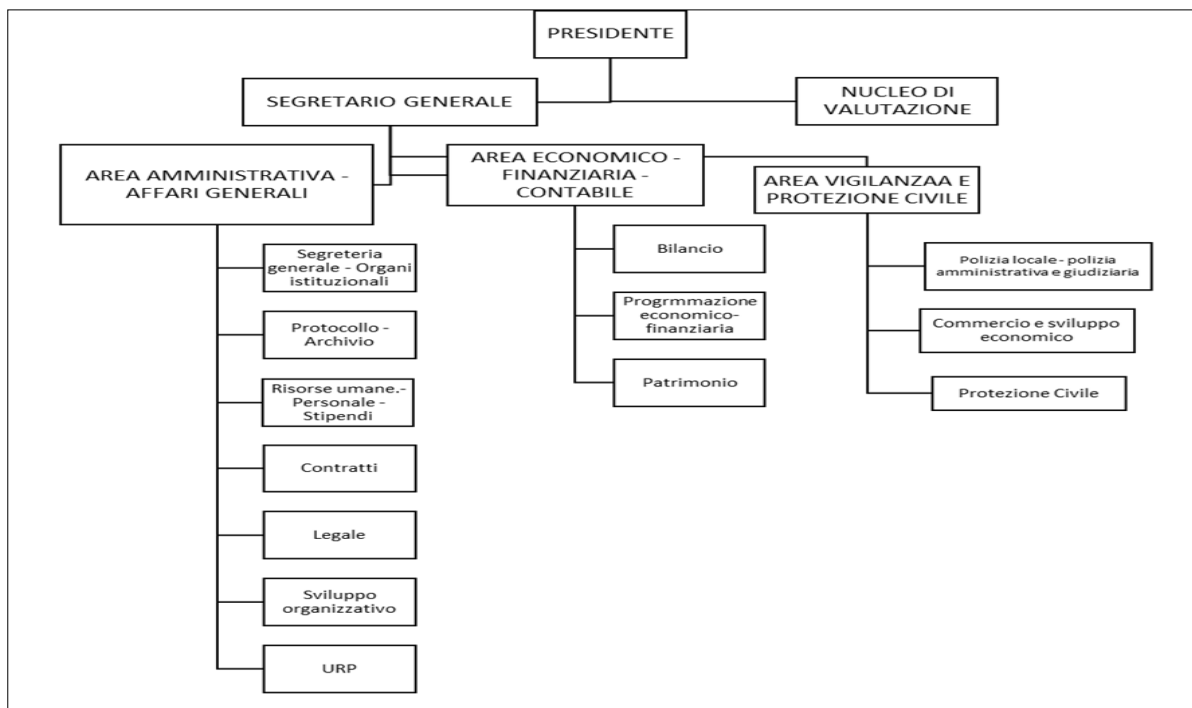 PRESIDENTE
SEGRETARIO GENERALE
NUCLEO DI
VALUTAZIONE
AREA AMMINISTRATIVA -
AFFARI GENERALI
AREA ECONOMICO -
FINANZIARIA -
CONTABILE
AREA VIGILANZAA E
PROTEZIONE CIVILE
Segreteria
generale - Organi
istituzionali
Protocollo -
Archivio
Risorse umane.-
Personale -
Stipendi
Contratti
Legale
Sviluppo
organizzativo
URP
Bilancio
Progrmmazione
economico-
finanziaria
Patrimonio
Polizia locale- polizia
amministrativa e giudiziaria
Commercio e sviluppo
economico
Protezione Civile